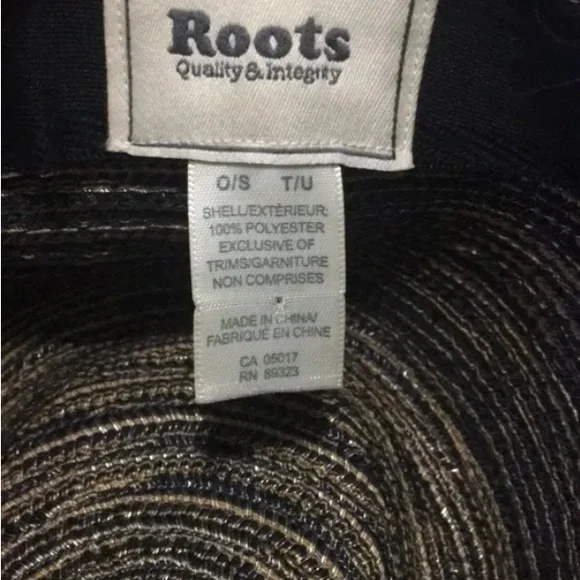 Roots
Quality & Integrity
O/S T/U
SHELL/EXTÉRIEUR:
100% POLYESTER
EXCLUSIVE OF
TRIMS/GARNITURE
NON COMPRISES
MADE IN CHINA/
FABRIQUÉ EN CHINE
CA 05017
RN 89323